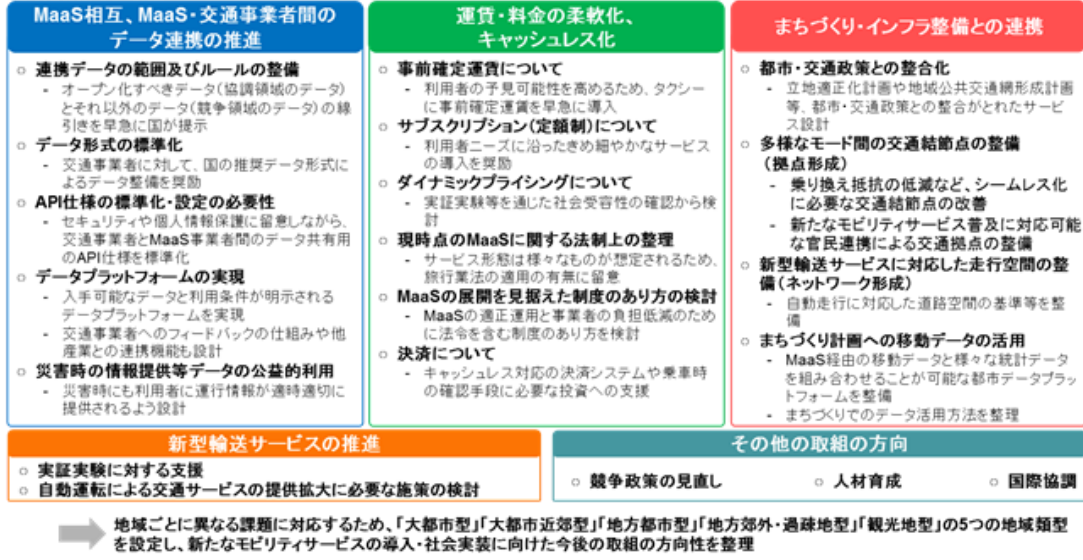 MaaS相互、MaaS・交通事業者間の
データ連携の推進
○ 連携データの範囲及びルールの整備
- オープン化すべきデータ(協調領域のデータ)
とそれ以外のデータ(競争領域のデータ)の線
引きを早急に国が提示
○ データ形式の標準化
- 交通事業者に対して、国の推奨データ形式に
よるデータ整備を奨励
○ API仕様の標準化・設定の必要性
- セキュリティや個人情報保護に留意しながら、
交通事業者とMaaS事業者間のデータ共有用
のAPI仕様を標準化
○ データプラットフォームの実現
- 入手可能なデータと利用条件が明示される
データプラットフォームを実現
- 交通事業者へのフィードバックの仕組みや他
産業との連携機能も設計
○ 災害時の情報提供等データの公益的利用
- 災害時にも利用者に運行情報が適時適切に
提供されるよう設計
運賃・料金の柔軟化、
キャッシュレス化
○ 事前確定運賃について
- 利用者の予見可能性を高めるため、タクシー
に事前確定運賃を早急に導入
○ サブスクリプション(定額制)について
- 利用者ニーズに沿ったきめ細やかなサービス
の導入を奨励
○ ダイナミックプライシングについて
- 実証実験等を通じた社会受容性の確認から検
討
○ 現時点のMaaSに関する法制上の整理
- サービス形態は様々なものが想定されるため、
旅行業法の適用の有無に留意
○ MaaSの展開を見据えた制度のあり方の検討
- MaaSの適正運用と事業者の負担低減のため
に法令を含む制度のあり方を検討
○ 決済について
- キャッシュレス対応の決済システムや乗車時
の確認手段に必要な投資への支援
まちづくり・インフラ整備との連携
○ 都市・交通政策との整合化
- 立地適正化計画や地域公共交通網形成計画
等、都市・交通政策との整合がとれたサービ
ス設計
○ 多様なモード間の交通結節点の整備
(拠点形成)
- 乗り換え抵抗の低減など、シームレス化
に必要な交通結節点の改善
- 新たなモビリティサービス普及に対応可能
な官民連携による交通拠点の整備
○ 新型輸送サービスに対応した走行空間の整
備(ネットワーク形成)
- 自動走行に対応した道路空間の基準等を整
備
○ まちづくり計画への移動データの活用
- MaaS経由の移動データと様々な統計データ
を組み合わせることが可能な都市データプラッ
トフォームを整備
- まちづくりでのデータ活用方法を整理
新型輸送サービスの推進
○ 実証実験に対する支援
○ 自動運転による交通サービスの提供拡大に必要な施策の検討
その他の取組の方向
○ 競争政策の見直し ○ 人材育成 ○ 国際協調
地域ごとに異なる課題に対応するため、「大都市型」「大都市近郊型」「地方都市型」「地方郊外・過疎地型」「観光地型」の5つの地域類型
を設定し、新たなモビリティサービスの導入・社会実装に向けた今後の取組の方向性を整理